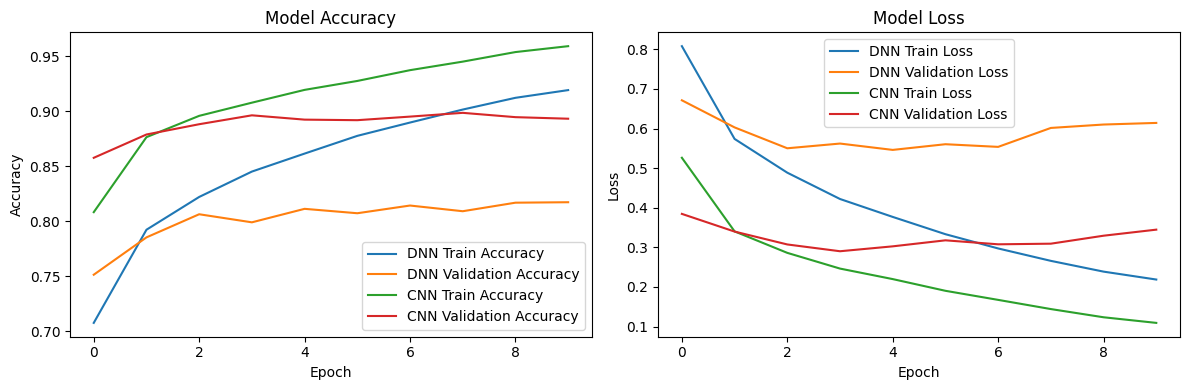 Model Accuracy
Accuracy
0.95
0.90
0.85
0.80
0.75
0.70
0
2
4
6
8
Epoch
DNN Train Accuracy
DNN Validation Accuracy
CNN Train Accuracy
CNN Validation Accuracy
Model Loss
Loss
0.8
0.7
0.6
0.5
0.4
0.3
0.2
0.1
0
2
4
6
8
Epoch
DNN Train Loss
DNN Validation Loss
CNN Train Loss
CNN Validation Loss